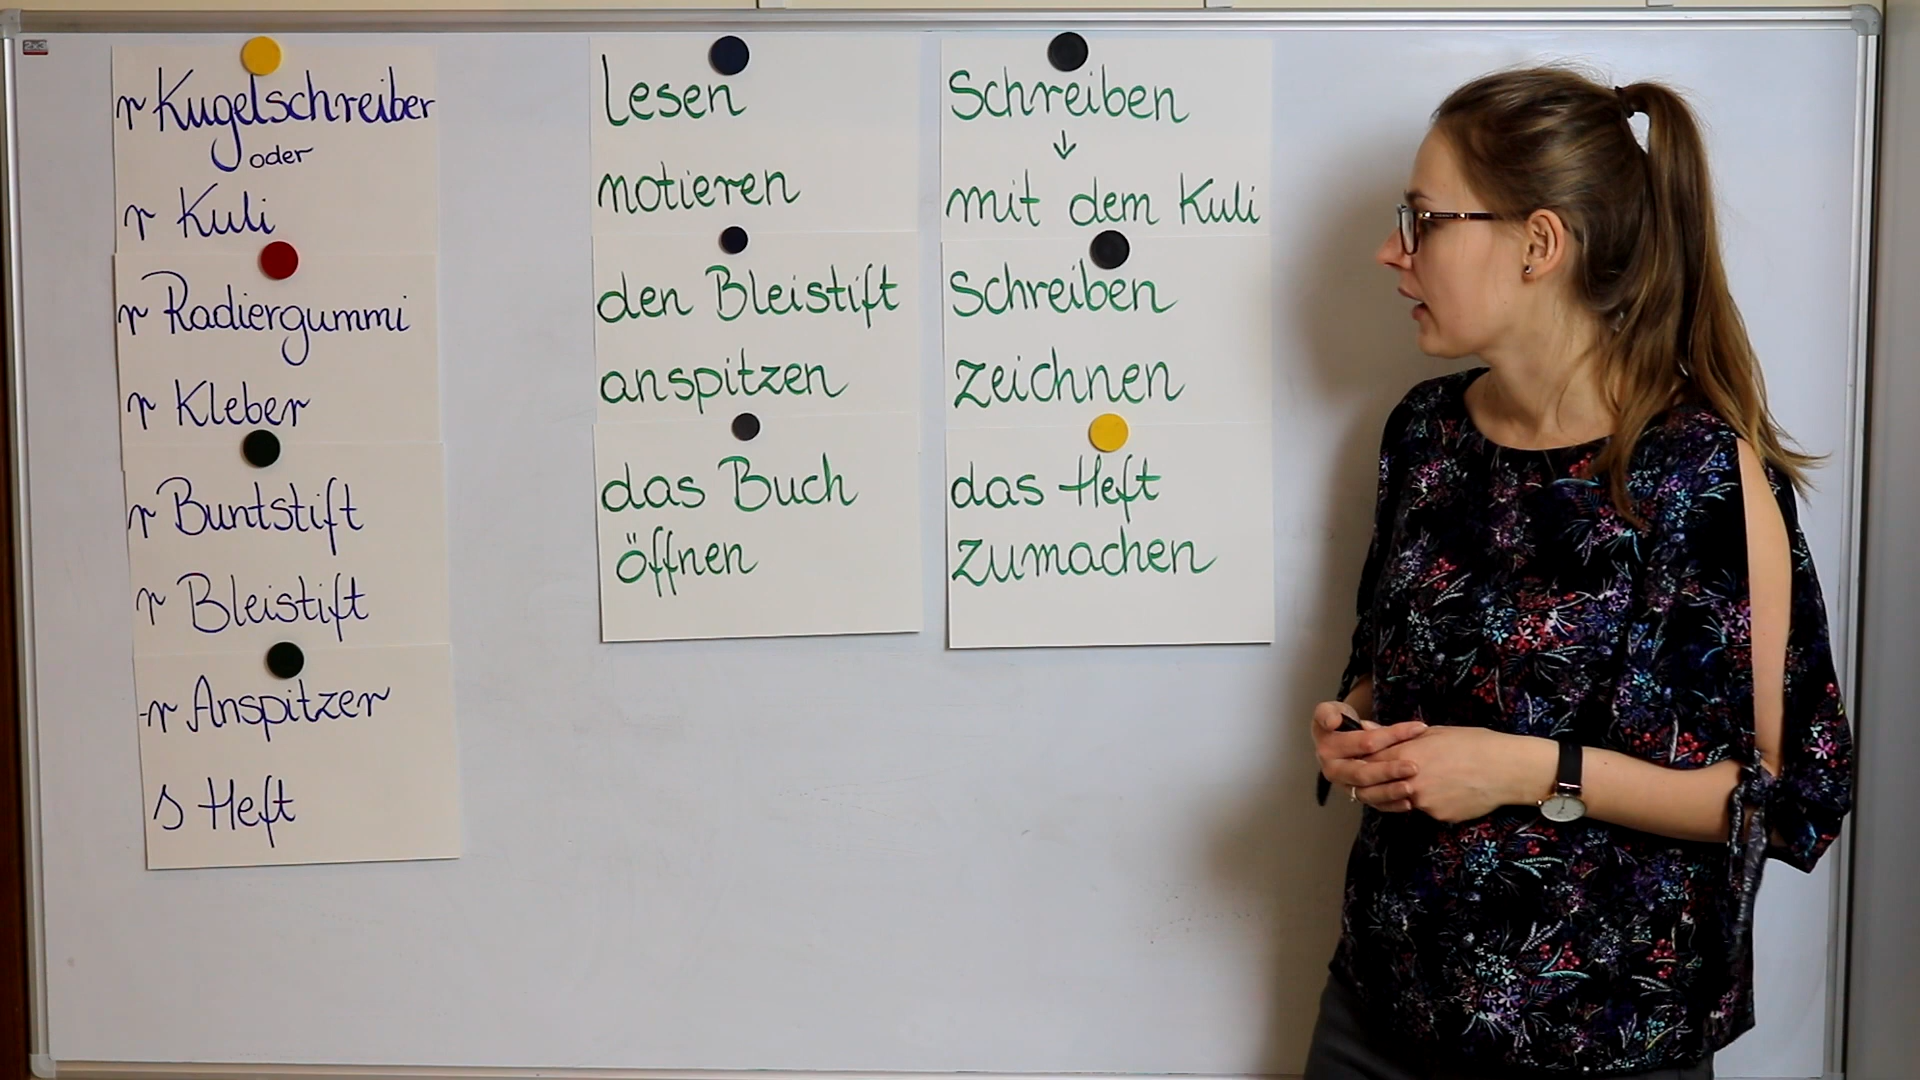 2x3
r Kugelschreiber
oder
r Kuli
r Radiergummi
r Kleber
r Buntstift
r Bleistift
r Anspitzer
s Heft
lesen
notieren
den Bleistift
anspitzen
das Buch
öffnen
Schreiben
↓
mit dem Kuli
Schreiben
zeichnen
das Heft
zumachen